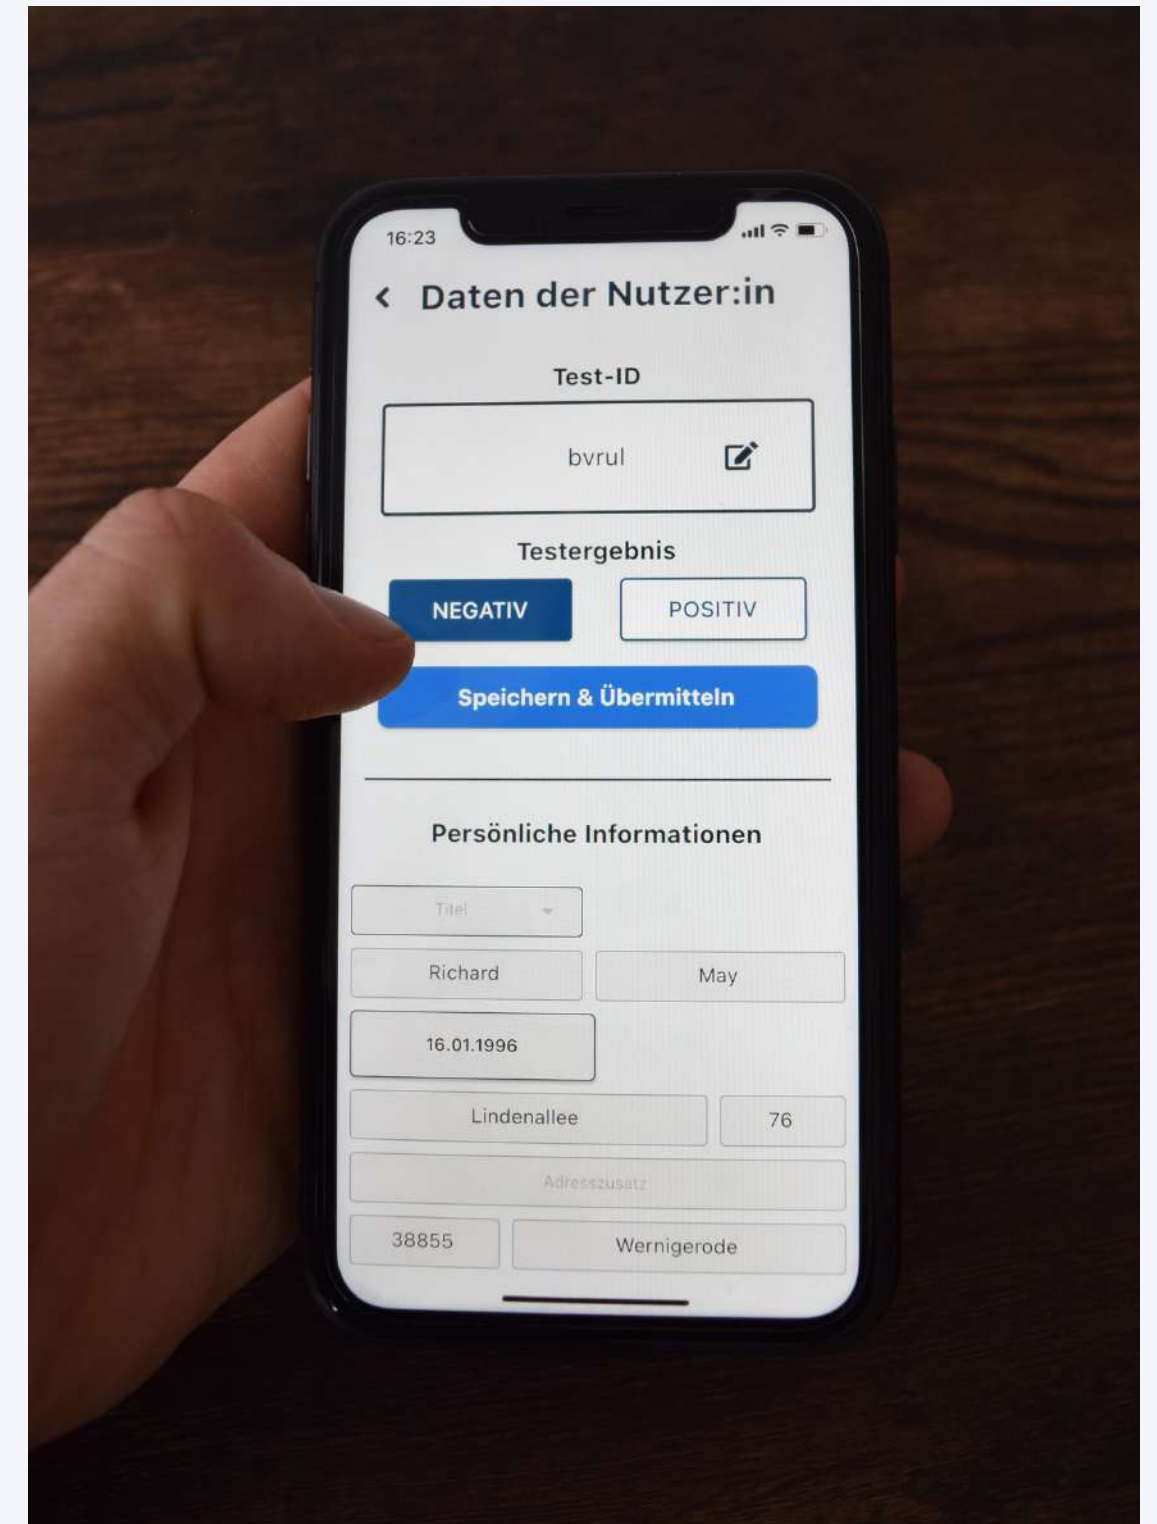 16:23
Daten der Nutzer:in
Test-ID
bvrul
Testergebnis
NEGATIV POSITIV
Speichern & Übermitteln
Persönliche Informationen
Titel
Richard May
16.01.1996
Lindenallee 76
Adresszusatz
38855 Wernigerode